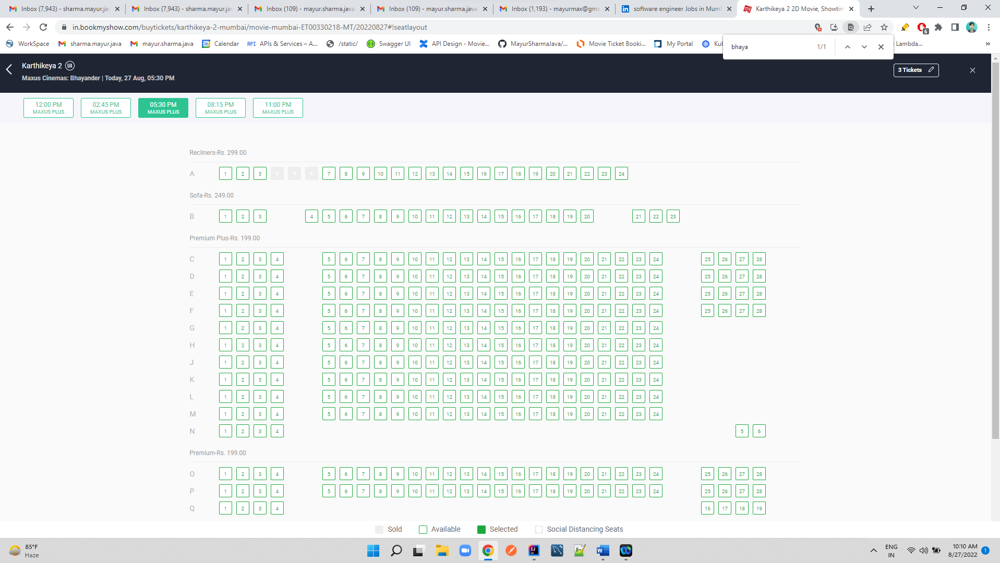 Inbox (7,943) - sharma.mayur.jav Inbox (7,943) - sharma.mayur.jav Inbox (109) - mayur.sharma.java Inbox (109) - mayur.sharma.java Inbox (1,193) - mayurmax@gma software engineer Jobs in Mumb Karthikeya 2 2D Movie, Showtim
in.bookmyshow.com/buytickets/karthikeya-2-mumbai/movie-mumbai-ET00330218-MT/20220827#!seatlayout 6
WorkSpace sharma.mayur.java mayur.sharma.java 26 Calendar API APIs & Services – A... /static/ Swagger UI API Design - Movie... MayurSharmaJava/... Movie Ticket Booki... My Portal Kub Lambda... »
bhaya 1/1
Karthikeya 2 UA
Maxus Cinemas: Bhayander | Today, 27 Aug, 05:30 PM
3 Tickets
12:00 PM 02:45 PM 05:30 PM 08:15 PM 11:00 PM
MAXUS PLUS MAXUS PLUS MAXUS PLUS MAXUS PLUS MAXUS PLUS
Recliners-Rs. 299.00
A 1 2 3 4 5 6 7 8 9 10 11 12 13 14 15 16 17 18 19 20 21 22 23 24
Sofa-Rs. 249.00
B 1 2 3 4 5 6 7 8 9 10 11 12 13 14 15 16 17 18 19 20 21 22 23
Premium Plus-Rs. 199.00
C 1 2 3 4 5 6 7 8 9 10 11 12 13 14 15 16 17 18 19 20 21 22 23 24 25 26 27 28
D 1 2 3 4 5 6 7 8 9 10 11 12 13 14 15 16 17 18 19 20 21 22 23 24 25 26 27 28
E 1 2 3 4 5 6 7 8 9 10 11 12 13 14 15 16 17 18 19 20 21 22 23 24 25 26 27 28
F 1 2 3 4 5 6 7 8 9 10 11 12 13 14 15 16 17 18 19 20 21 22 23 24 25 26 27 28
G 1 2 3 4 5 6 7 8 9 10 11 12 13 14 15 16 17 18 19 20 21 22 23 24
H 1 2 3 4 5 6 7 8 9 10 11 12 13 14 15 16 17 18 19 20 21 22 23 24
J 1 2 3 4 5 6 7 8 9 10 11 12 13 14 15 16 17 18 19 20 21 22 23 24
K 1 2 3 4 5 6 7 8 9 10 11 12 13 14 15 16 17 18 19 20 21 22 23 24
L 1 2 3 4 5 6 7 8 9 10 11 12 13 14 15 16 17 18 19 20 21 22 23 24
M 1 2 3 4 5 6 7 8 9 10 11 12 13 14 15 16 17 18 19 20 21 22 23 24
N 1 2 3 4 5 6
Premium-Rs. 199.00
O 1 2 3 4 5 6 7 8 9 10 11 12 13 14 15 16 17 18 19 20 21 22 23 24 25 26 27 28
P 1 2 3 4 5 6 7 8 9 10 11 12 13 14 15 16 17 18 19 20 21 22 23 24 25 26 27 28
Q 1 2 3 4 16 17 18 19
Sold Available Selected Social Distancing Seats
85°F
Haze
ENG
IN
10:10 AM
8/27/2022
1